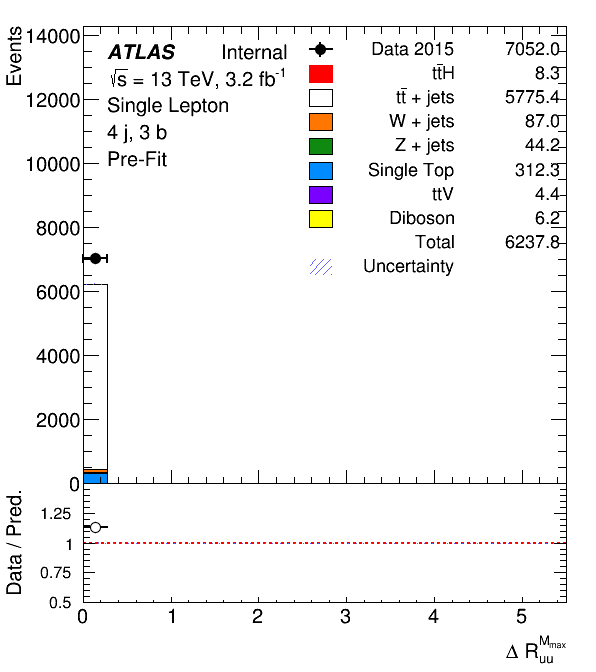 Events
14000
12000
10000
8000
6000
4000
2000
0
ATLAS Internal
√s = 13 TeV, 3.2 fb⁻¹
Single Lepton
4 j, 3 b
Pre-Fit
Data 2015 7052.0
tt̄H 8.3
tt̄ + jets 5775.4
W + jets 87.0
Z + jets 44.2
Single Top 312.3
ttV 4.4
Diboson 6.2
Total 6237.8
Uncertainty
Data / Pred.
1.25
1
0.75
0.5
0 1 2 3 4 5
Δ R_uu^M_max